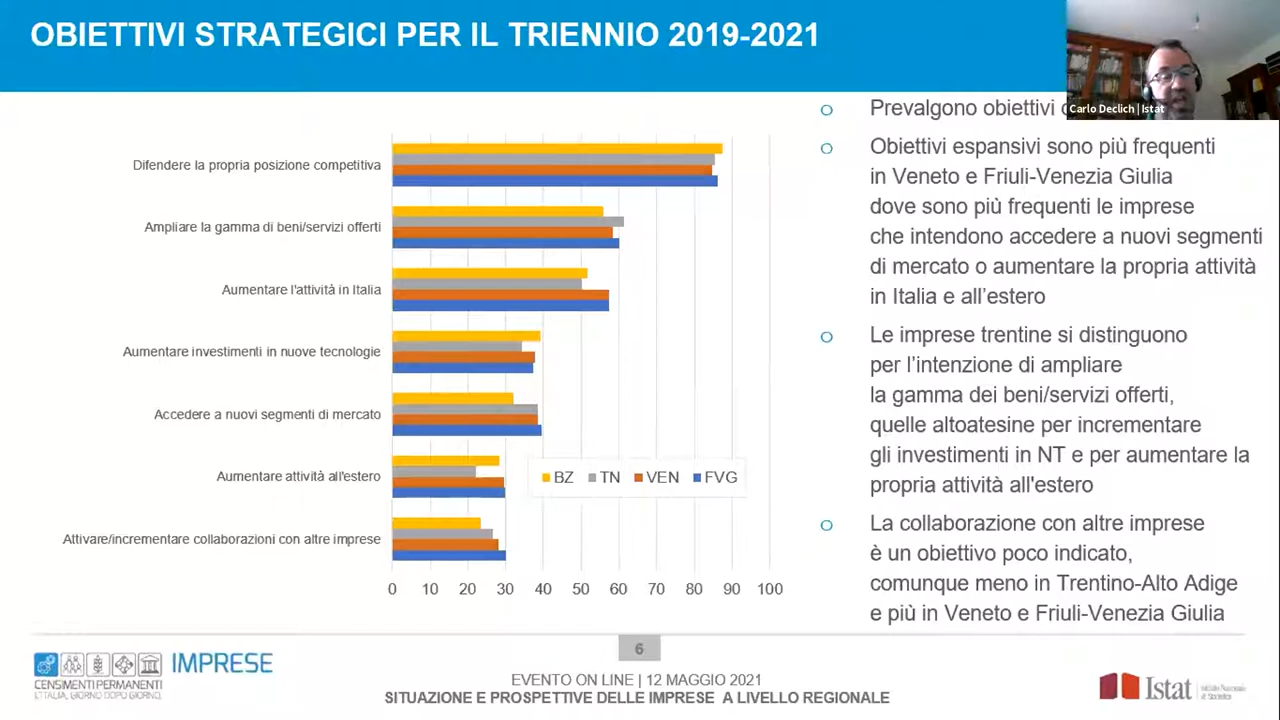 OBIETTIVI STRATEGICI PER IL TRIENNIO 2019-2021
Carlo Declich | Istat
Difendere la propria posizione competitiva
Ampliare la gamma di beni/servizi offerti
Aumentare l'attività in Italia
Aumentare investimenti in nuove tecnologie
Accedere a nuovi segmenti di mercato
Aumentare attività all'estero
Attivare/incrementare collaborazioni con altre imprese
BZ TN VEN FVG
0 10 20 30 40 50 60 70 80 90 100
Prevalgono obiettivi
Obiettivi espansivi sono più frequenti
in Veneto e Friuli-Venezia Giulia
dove sono più frequenti le imprese
che intendono accedere a nuovi segmenti
di mercato o aumentare la propria attività
in Italia e all’estero
Le imprese trentine si distinguono
per l’intenzione di ampliare
la gamma dei beni/servizi offerti,
quelle altoatesine per incrementare
gli investimenti in NT e per aumentare la
propria attività all'estero
La collaborazione con altre imprese
è un obiettivo poco indicato,
comunque meno in Trentino-Alto Adige
e più in Veneto e Friuli-Venezia Giulia
6
IMPRESE
CENSIMENTI PERMANENTI
L'ITALIA, GIORNO DOPO GIORNO
EVENTO ON LINE | 12 MAGGIO 2021
SITUAZIONE E PROSPETTIVE DELLE IMPRESE A LIVELLO REGIONALE
Istat